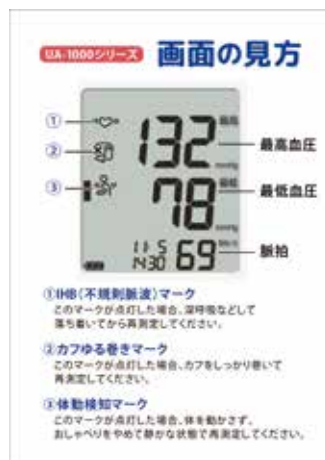 UA-1000シリーズ 画面の見方
①
②
③
132
最高
mmHg
最高血圧
78
最低
mmHg
最低血圧
11 5
1430
69
脈拍
①IHB(不規則脈波)マーク
このマークが点灯した場合、深呼吸などして
落ち着いてから再測定してください。
②カフゆる巻きマーク
このマークが点灯した場合、カフをしっかり巻いて
再測定してください。
③体動検知マーク
このマークが点灯した場合、体を動かさず、
おしゃべりをやめて静かな状態で再測定してください。